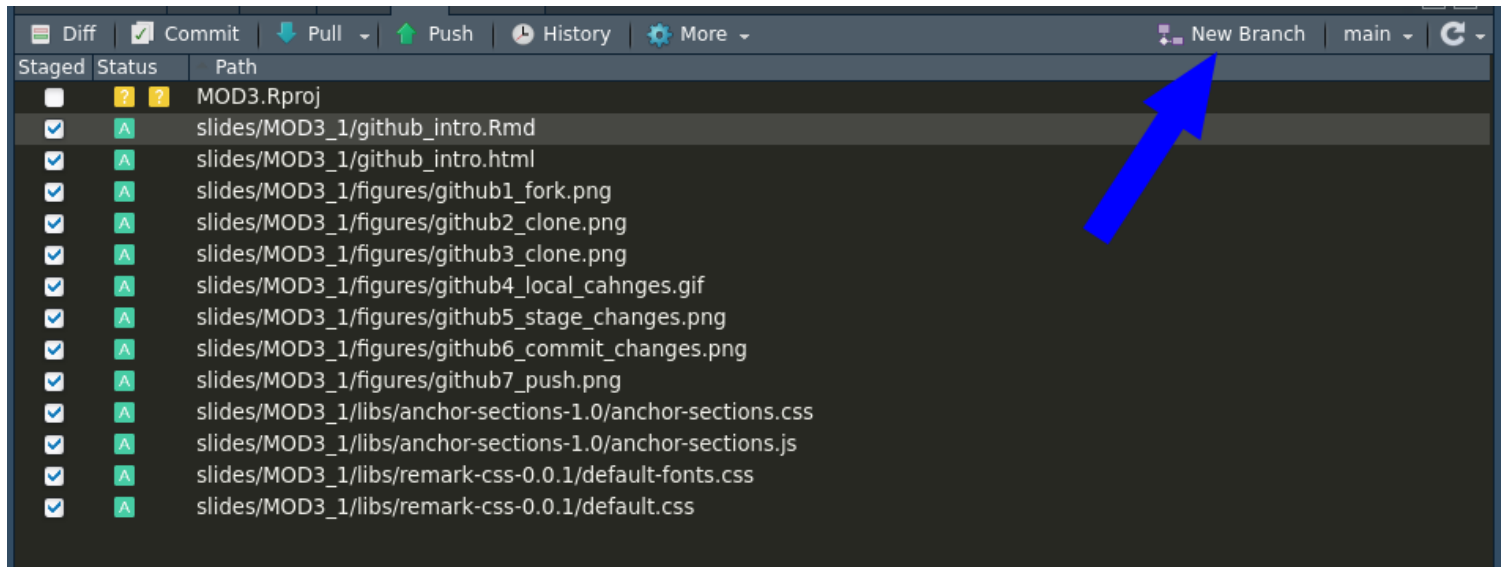 Diff Commit Pull Push History More New Branch main
Staged Status Path
? ? MOD3.Rproj
A slides/MOD3_1/github_intro.Rmd
A slides/MOD3_1/github_intro.html
A slides/MOD3_1/figures/github1_fork.png
A slides/MOD3_1/figures/github2_clone.png
A slides/MOD3_1/figures/github3_clone.png
A slides/MOD3_1/figures/github4_local_cahnges.gif
A slides/MOD3_1/figures/github5_stage_changes.png
A slides/MOD3_1/figures/github6_commit_changes.png
A slides/MOD3_1/figures/github7_push.png
A slides/MOD3_1/libs/anchor-sections-1.0/anchor-sections.css
A slides/MOD3_1/libs/anchor-sections-1.0/anchor-sections.js
A slides/MOD3_1/libs/remark-css-0.0.1/default-fonts.css
A slides/MOD3_1/libs/remark-css-0.0.1/default.css